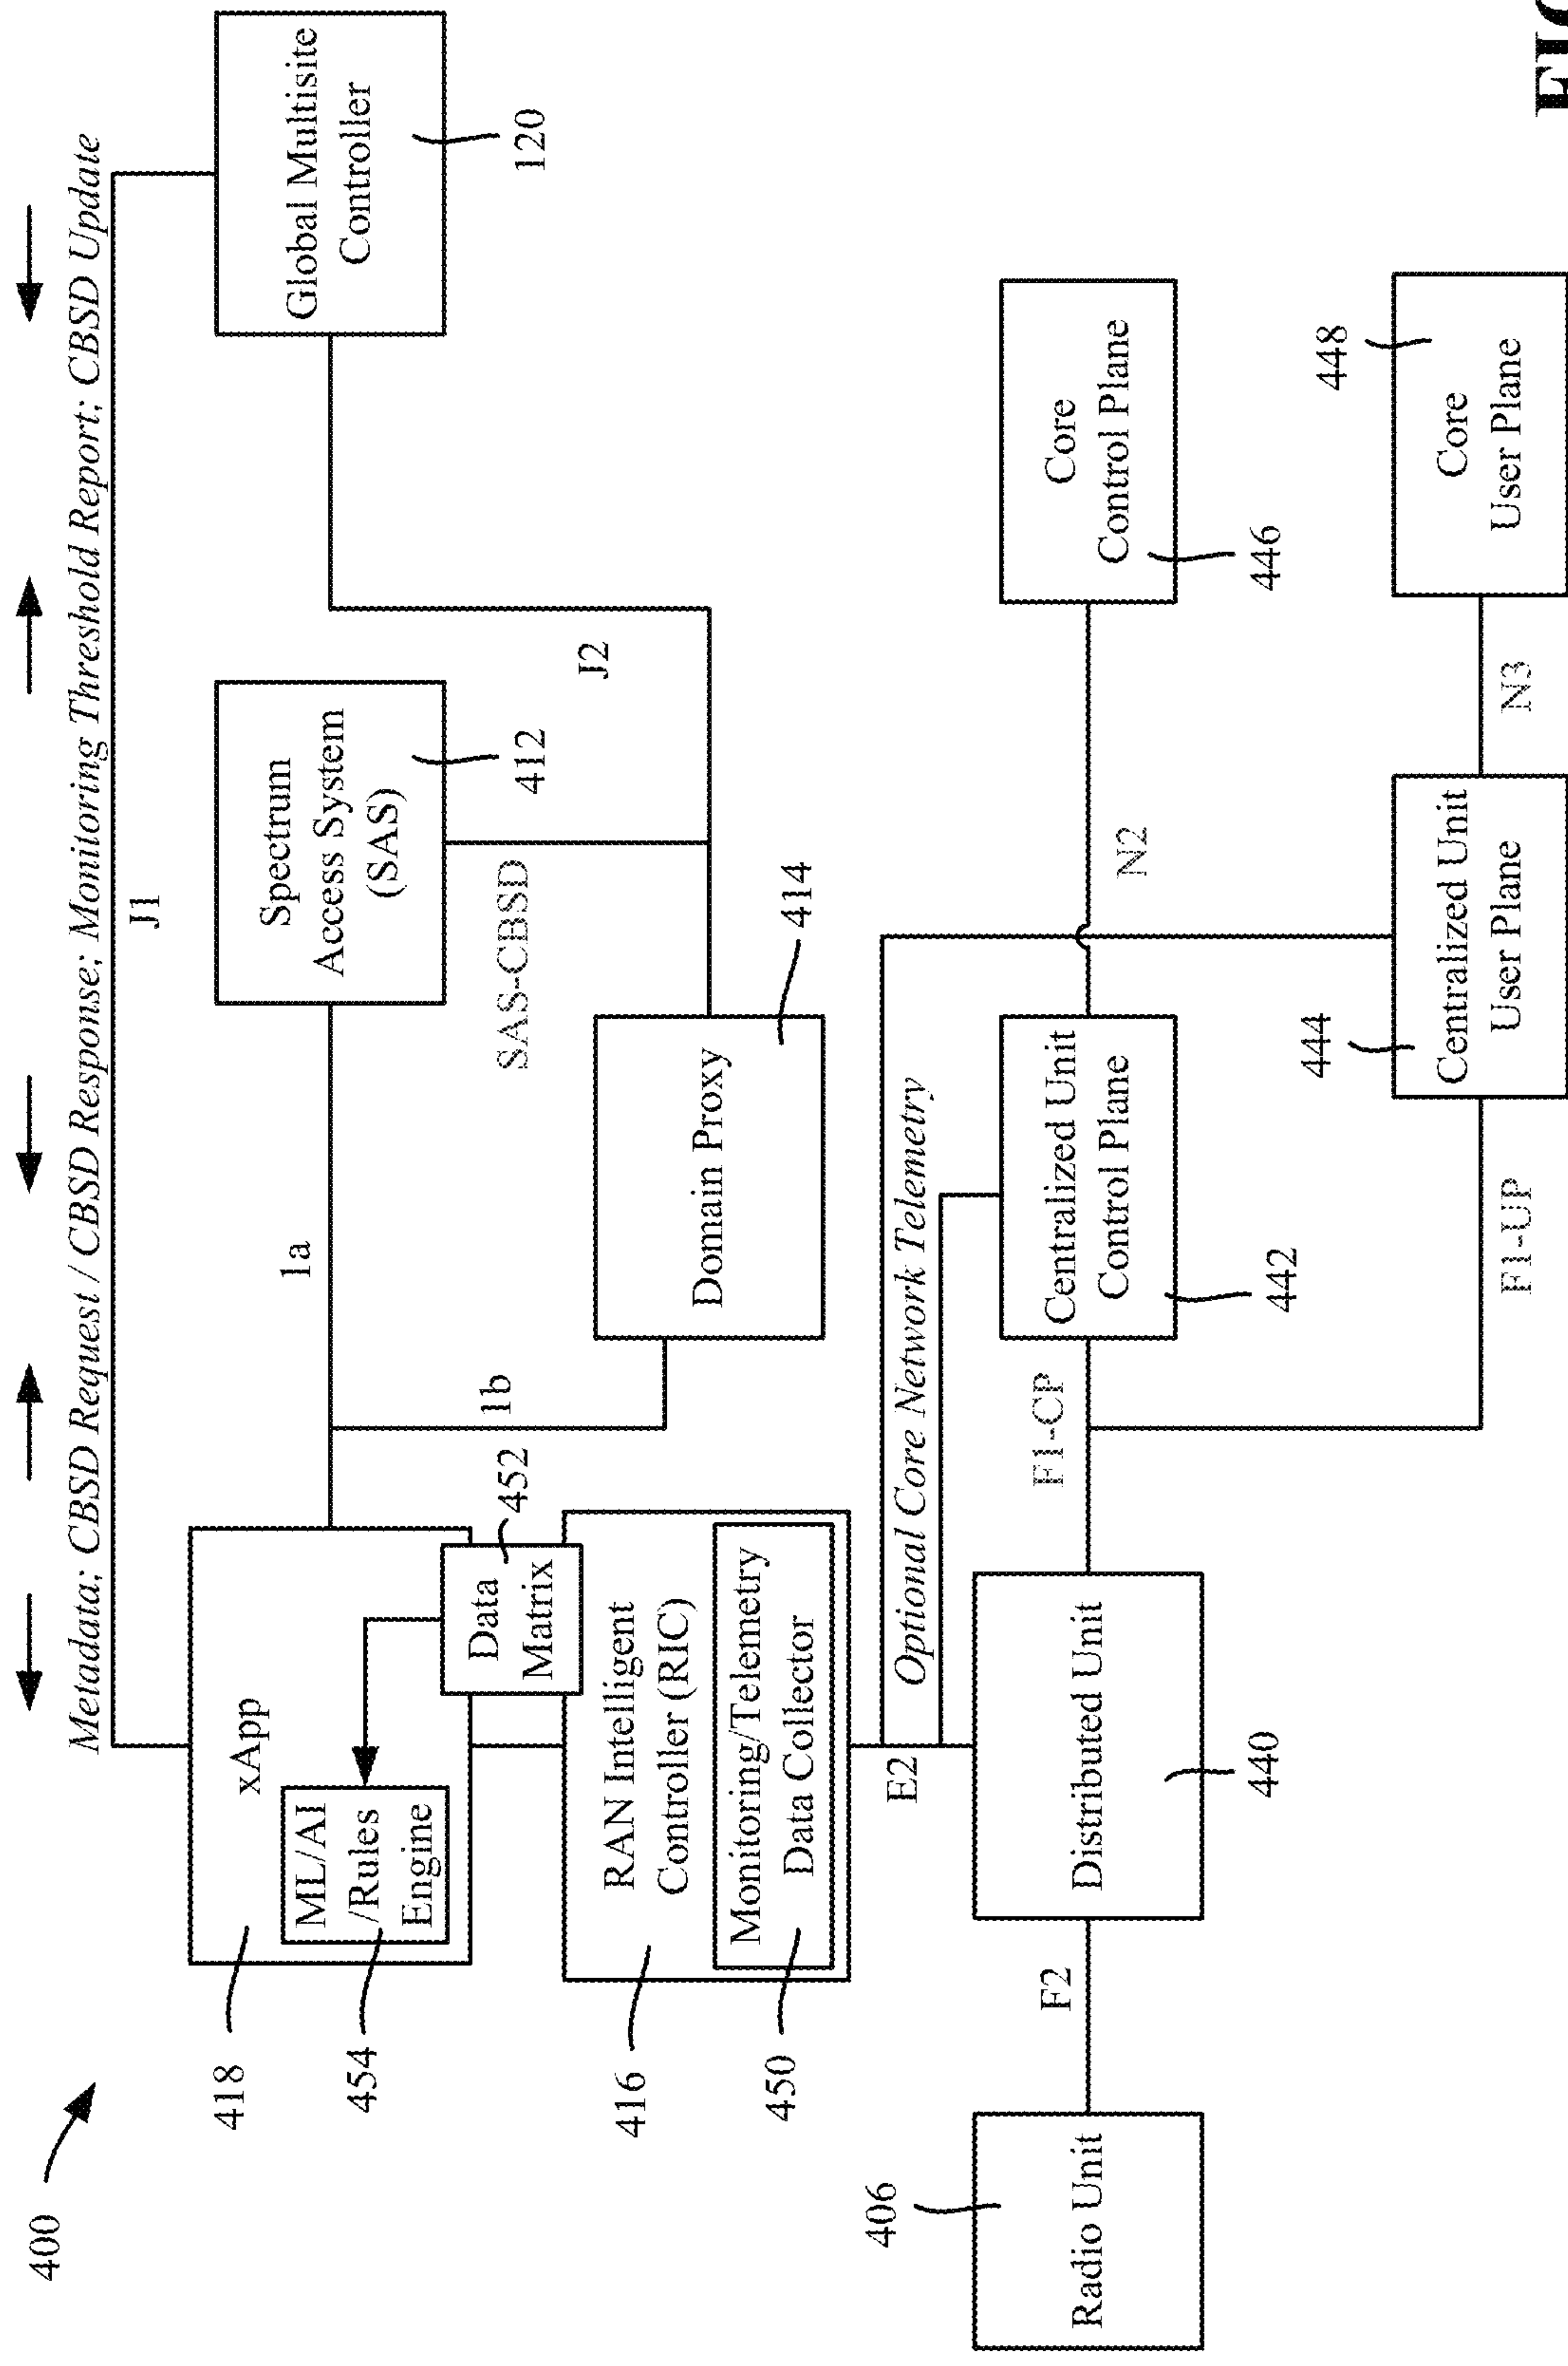 400
Metadata; CBSD Request / CBSD Response; Monitoring Threshold Report; CBSD Update
J1
418
xApp
454
ML/AI
/Rules
Engine
Data
Matrix
452
1a
1b
Spectrum
Access System
(SAS)
412
SAS-CBSD
Global Multisite
Controller
120
J2
416
RAN Intelligent
Controller (RIC)
450
Monitoring/Telemetry
Data Collector
Domain Proxy
414
E2
Optional Core Network Telemetry
406
Radio Unit
F2
Distributed Unit
440
F1-CP
Centralized Unit
Control Plane
442
N2
Core
Control Plane
446
F1-UP
444
Centralized Unit
User Plane
N3
448
Core
User Plane